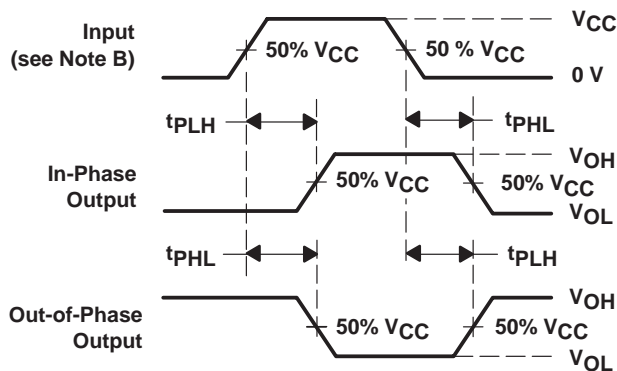 Input
(see Note B)
50% VCC
50 % VCC
VCC
0 V
tPLH
tPHL
In-Phase
Output
50% VCC
50% VCC
VOH
VOL
tPHL
tPLH
Out-of-Phase
Output
50% VCC
50% VCC
VOH
VOL